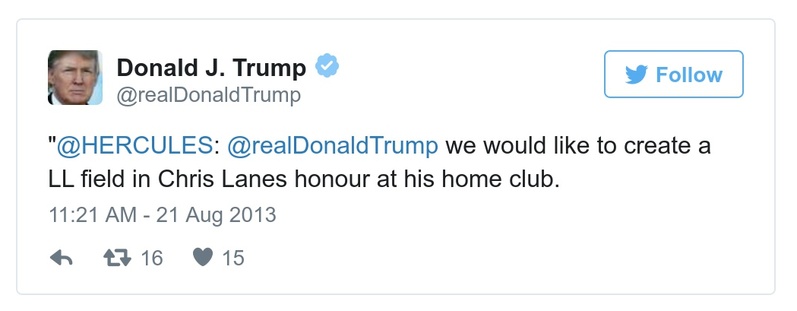 Donald J. Trump
@realDonaldTrump
Follow
"@HERCULES: @realDonaldTrump we would like to create a
LL field in Chris Lanes honour at his home club.
11:21 AM - 21 Aug 2013
16 15